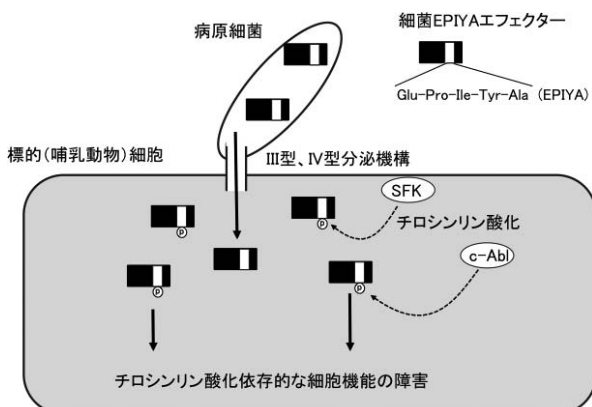 病原細菌
細菌EPIYAエフェクター
Glu-Pro-Ile-Tyr-Ala (EPIYA)
標的(哺乳動物)細胞
III型、IV型分泌機構
SFK
チロシンリン酸化
P
P
c-Abl
P
P
チロシンリン酸化依存的な細胞機能の障害